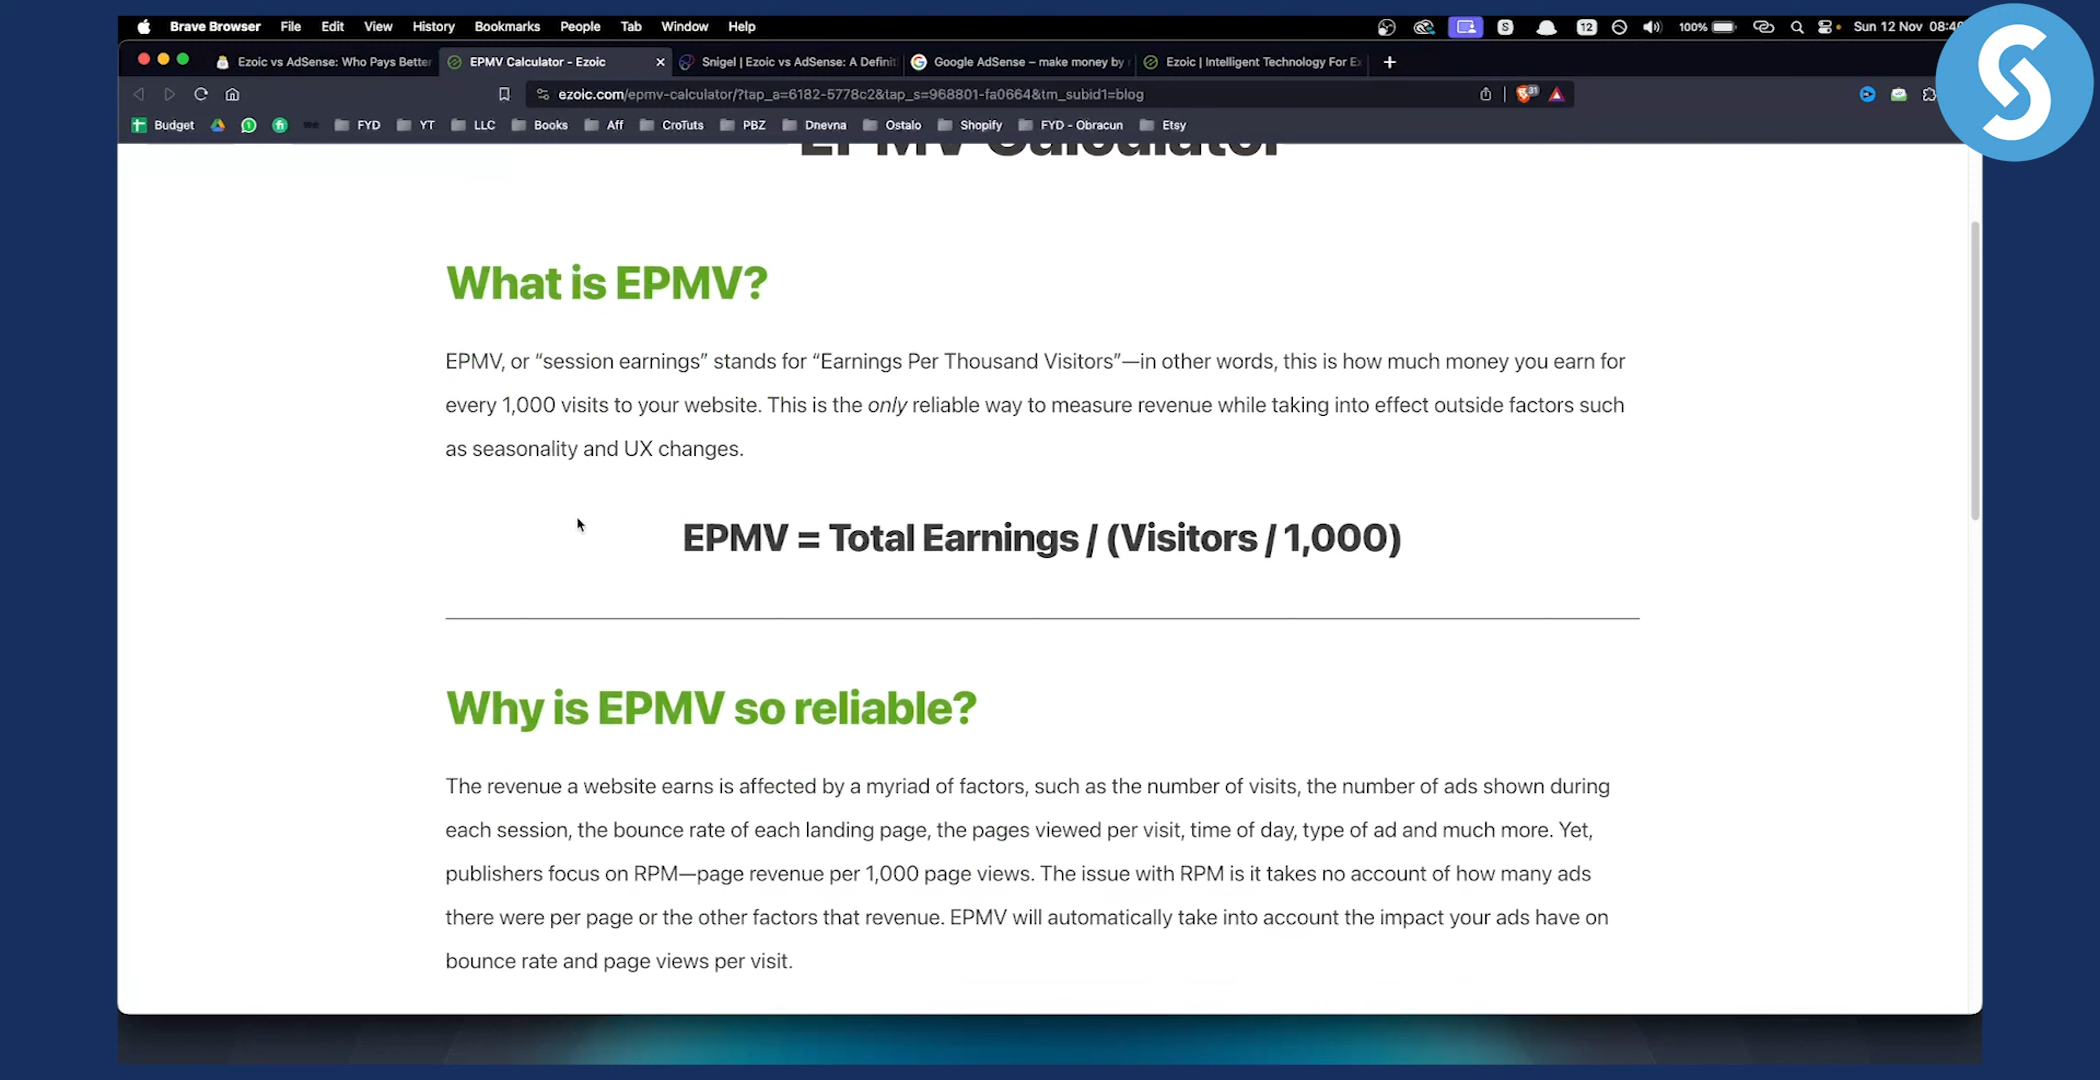 Brave Browser File Edit View History Bookmarks People Tab Window Help 12 100% Sun 12 Nov
Ezoic vs AdSense: Who Pays Better EPMV Calculator - Ezoic Snigel | Ezoic vs AdSense: A Definit Google AdSense – make money by Ezoic | Intelligent Technology For Ex
ezoic.com/epmv-calculator/?tap_a=6182-5778c2&tap_s=968801-fa0664&tm_subid1=blog 31
Budget FYD YT LLC Books Aff CroTuts PBZ Dnevna Ostalo Shopify FYD - Obracun Etsy
EPMV Calculator
What is EPMV?
EPMV, or “session earnings” stands for “Earnings Per Thousand Visitors”—in other words, this is how much money you earn for
every 1,000 visits to your website. This is the only reliable way to measure revenue while taking into effect outside factors such
as seasonality and UX changes.
EPMV = Total Earnings / (Visitors / 1,000)
Why is EPMV so reliable?
The revenue a website earns is affected by a myriad of factors, such as the number of visits, the number of ads shown during
each session, the bounce rate of each landing page, the pages viewed per visit, time of day, type of ad and much more. Yet,
publishers focus on RPM—page revenue per 1,000 page views. The issue with RPM is it takes no account of how many ads
there were per page or the other factors that revenue. EPMV will automatically take into account the impact your ads have on
bounce rate and page views per visit.